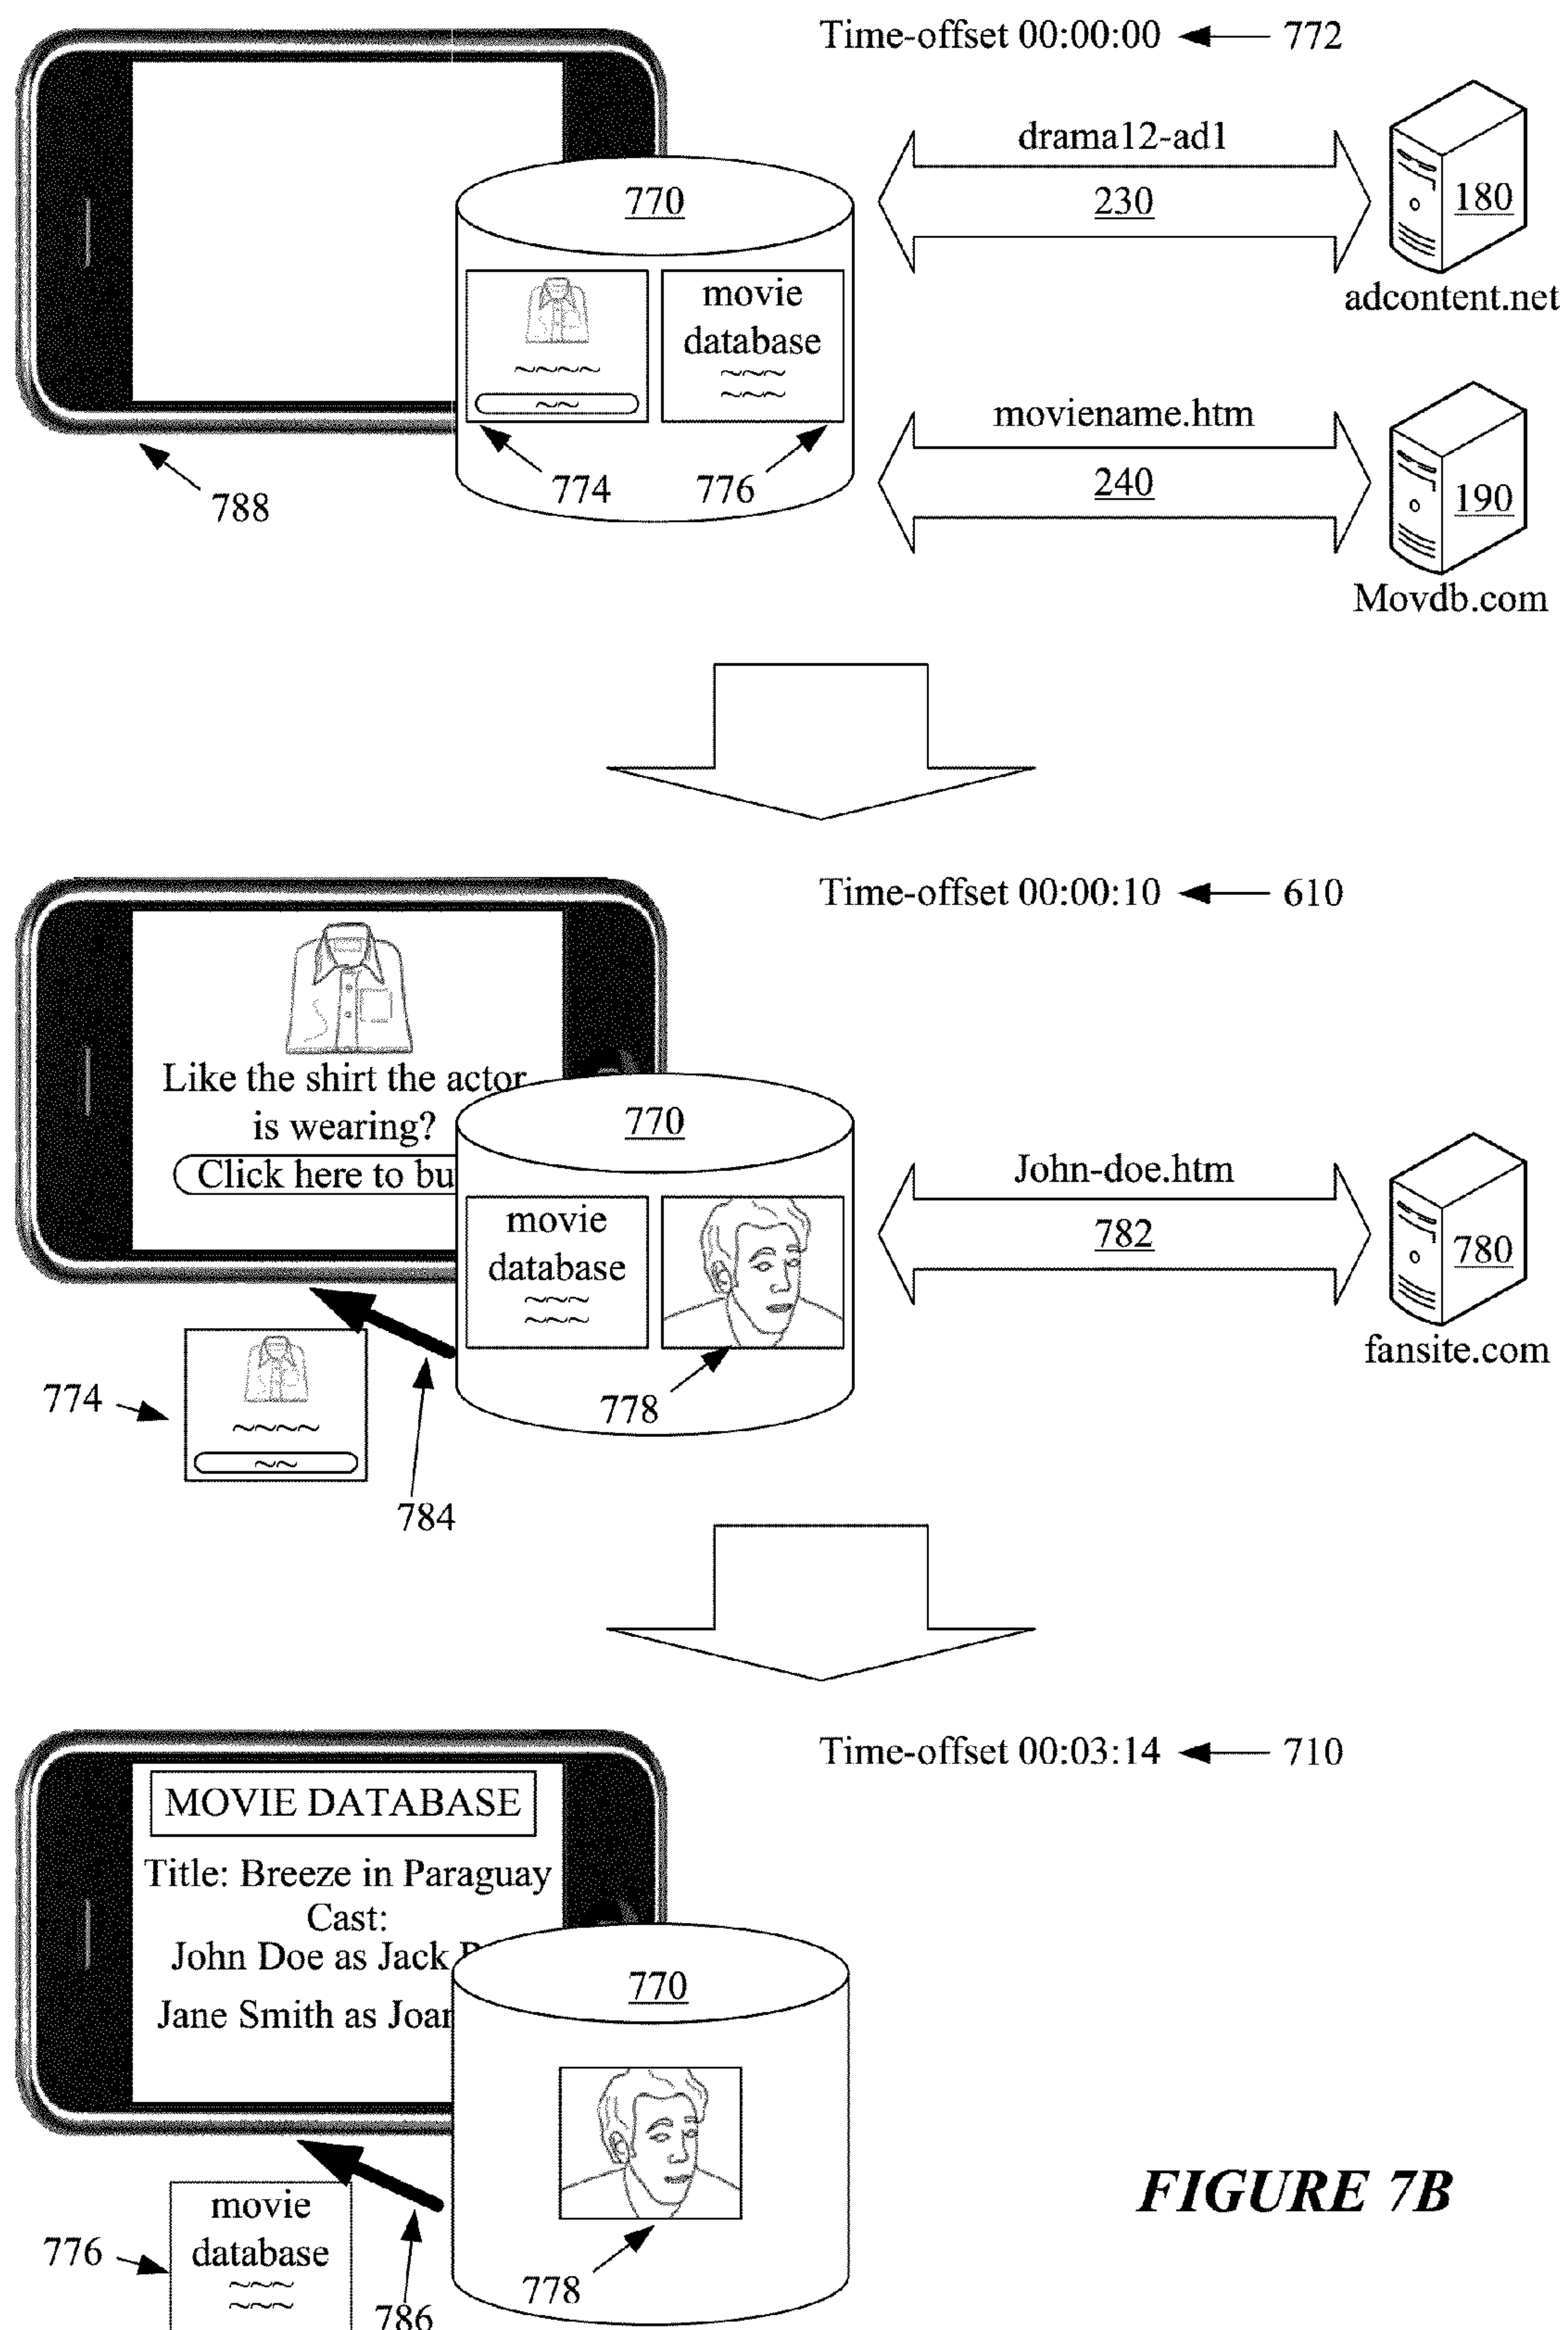 Time-offset 00:00:00
772
drama12-ad1
230
180
adcontent.net
770
movie
database
~~~~
~~
~~~
~~~
774
776
788
moviename.htm
240
190
Movdb.com
Time-offset 00:00:10
610
Like the shirt the actor
is wearing?
Click here to bu
770
movie
database
~~~
~~~
778
John-doe.htm
782
780
fansite.com
774
~~~~
~~
784
Time-offset 00:03:14
710
MOVIE DATABASE
Title: Breeze in Paraguay
Cast:
John Doe as Jack
Jane Smith as Joan
770
778
776
movie
database
~~~
~~~
786
FIGURE 7B